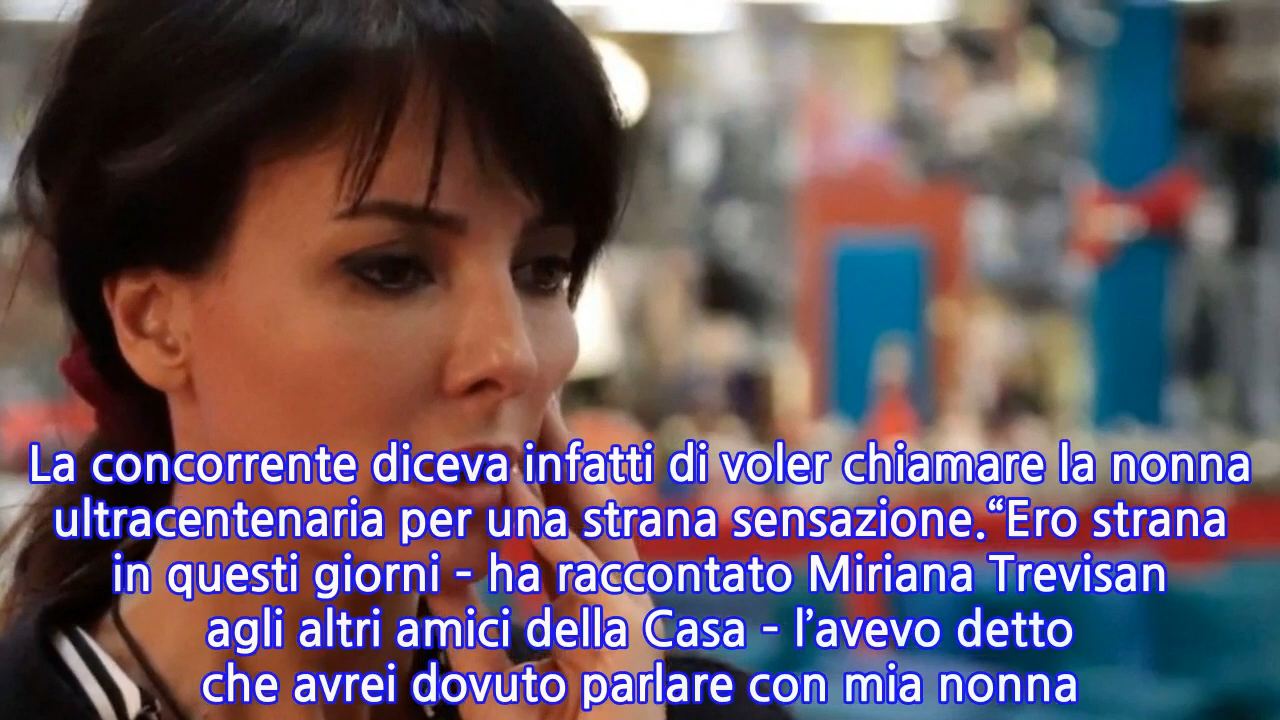 La concorrente diceva infatti di voler chiamare la nonna
ultracentenaria per una strana sensazione.“Ero strana
in questi giorni - ha raccontato Miriana Trevisan
agli altri amici della Casa - l’avevo detto
che avrei dovuto parlare con mia nonna